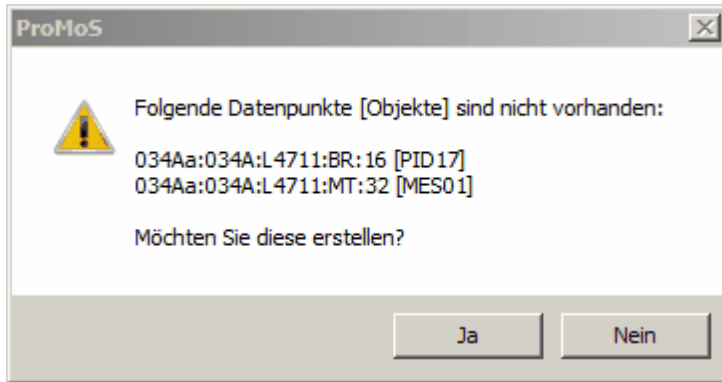 ProMoS
Folgende Datenpunkte [Objekte] sind nicht vorhanden:
034Aa:034A:L4711:BR:16 [PID17]
034Aa:034A:L4711:MT:32 [MES01]
Möchten Sie diese erstellen?
Ja
Nein